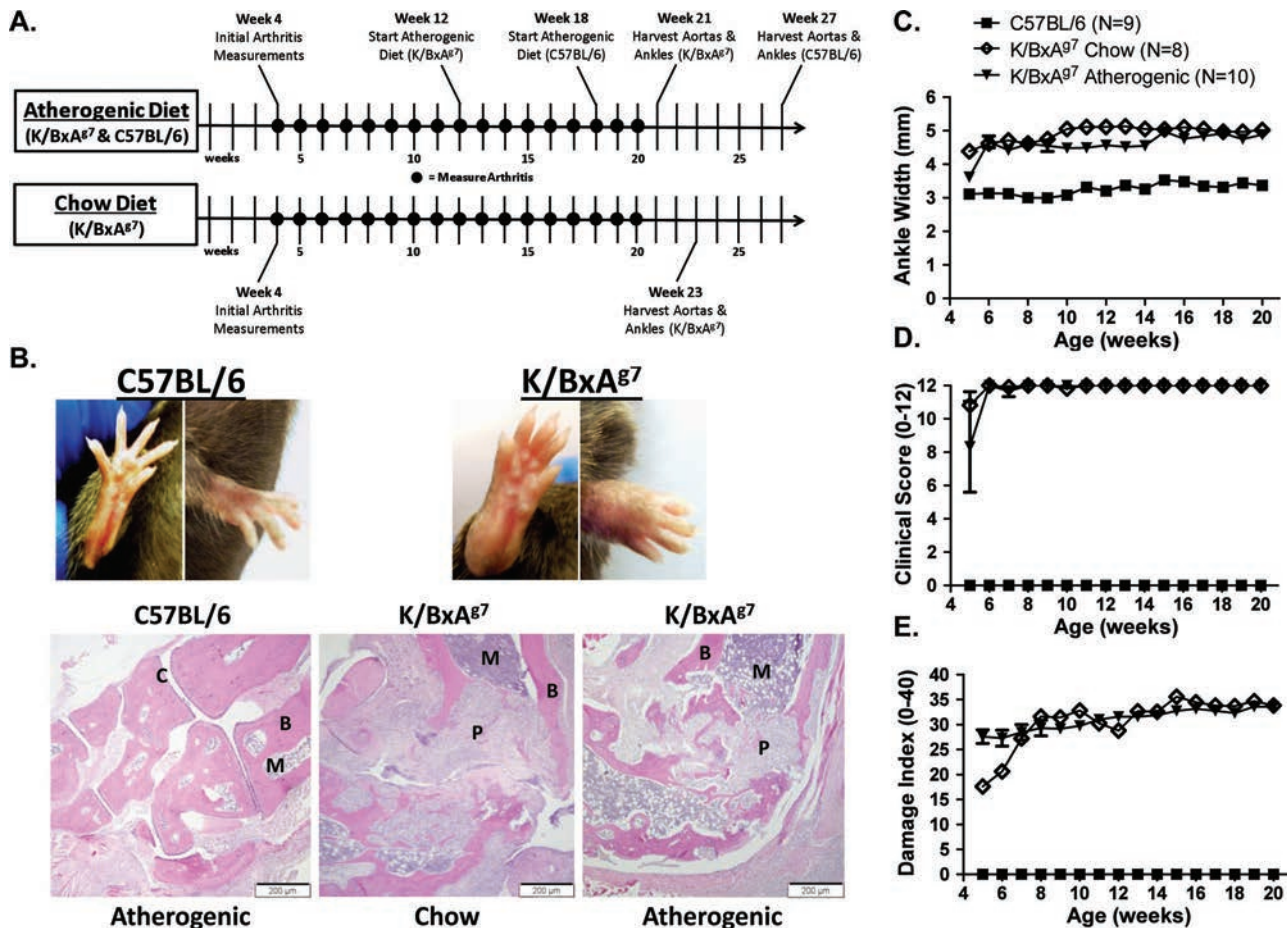 A.
Week 4
Initial Arthritis
Measurements
Week 12
Start Atherogenic
Diet (K/BxAg7)
Week 18
Start Atherogenic
Diet (C57BL/6)
Week 21
Harvest Aortas &
Ankles (K/BxAg7)
Week 27
Harvest Aortas &
Ankles (C57BL/6)
Atherogenic Diet
(K/BxAg7 & C57BL/6)
weeks 5 10 15 20 25
= Measure Arthritis
Chow Diet
(K/BxAg7)
weeks 5 10 15 20 25
Week 4
Initial Arthritis
Measurements
Week 23
Harvest Aortas &
Ankles (K/BxAg7)
B.
C57BL/6 K/BxAg7
C57BL/6 K/BxAg7 K/BxAg7
C B M
M B P
B M P
200 µm 200 µm 200 µm
Atherogenic Chow Atherogenic
C.
C57BL/6 (N=9)
K/BxAg7 Chow (N=8)
K/BxAg7 Atherogenic (N=10)
Ankle Width (mm)
6
5
4
3
2
1
0
4 6 8 10 12 14 16 18 20
Age (weeks)
D.
Clinical Score (0-12)
12
10
8
6
4
2
0
4 6 8 10 12 14 16 18 20
Age (weeks)
E.
Damage Index (0-40)
40
35
30
25
20
15
10
5
0
4 6 8 10 12 14 16 18 20
Age (weeks)